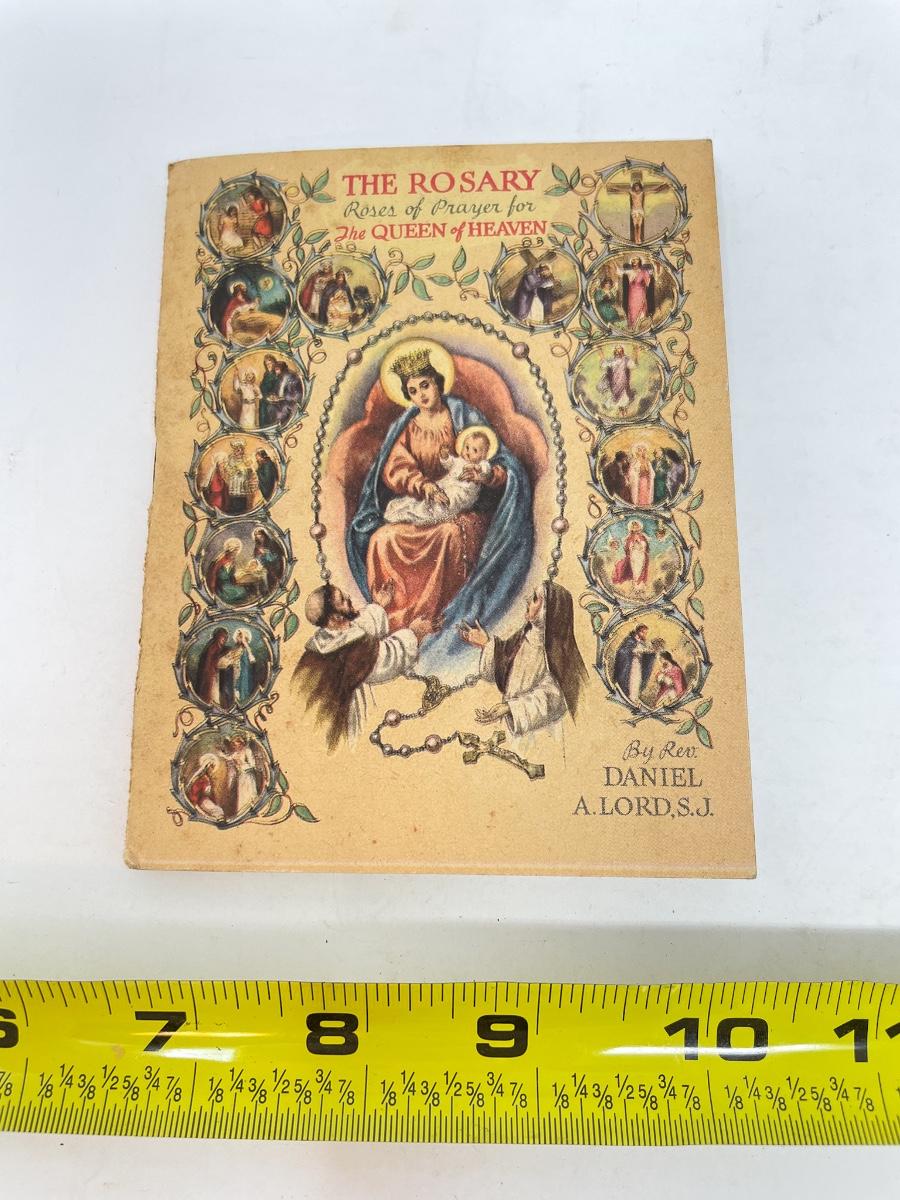 THE ROSARY
Roses of Prayer for
The QUEEN of HEAVEN
By Rev.
DANIEL
A. LORD, S.J.
6 7 8 9 10 11
7/8 1/8 1/4 3/8 1/2 5/8 3/4 7/8 1/8 1/4 3/8 1/2 5/8 3/4 7/8 1/8 1/4 3/8 1/2 5/8 3/4 7/8 1/8 1/4 3/8 1/2 5/8 3/4 7/8 1/8 1/4 3/8 1/2 5/8 3/4 7/8